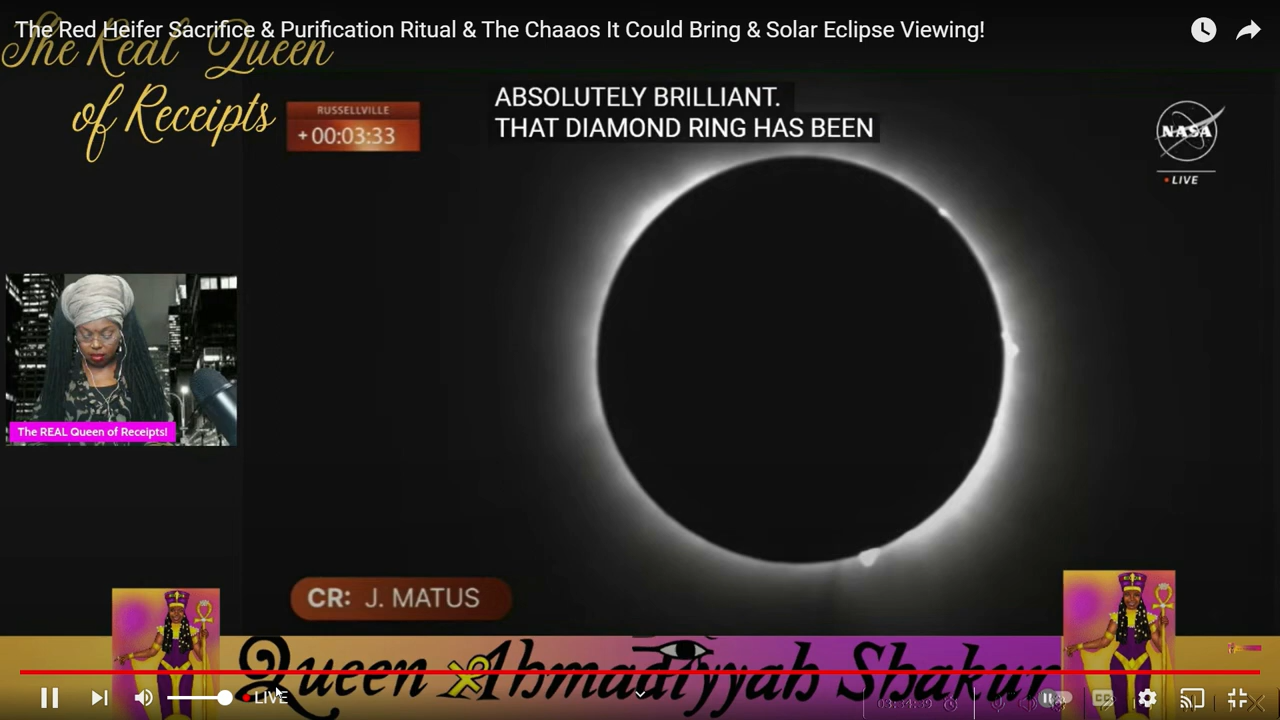 The Red Heifer Sacrifice & Purification Ritual & The Chaaos It Could Bring & Solar Eclipse Viewing!
The Real Queen
of Receipts
RUSSELLVILLE
+ 00:03:33
ABSOLUTELY BRILLIANT.
THAT DIAMOND RING HAS BEEN
NASA
LIVE
The REAL Queen of Receipts!
CR: J. MATUS
Queen Ahmadiyyah Shakur
LIVE